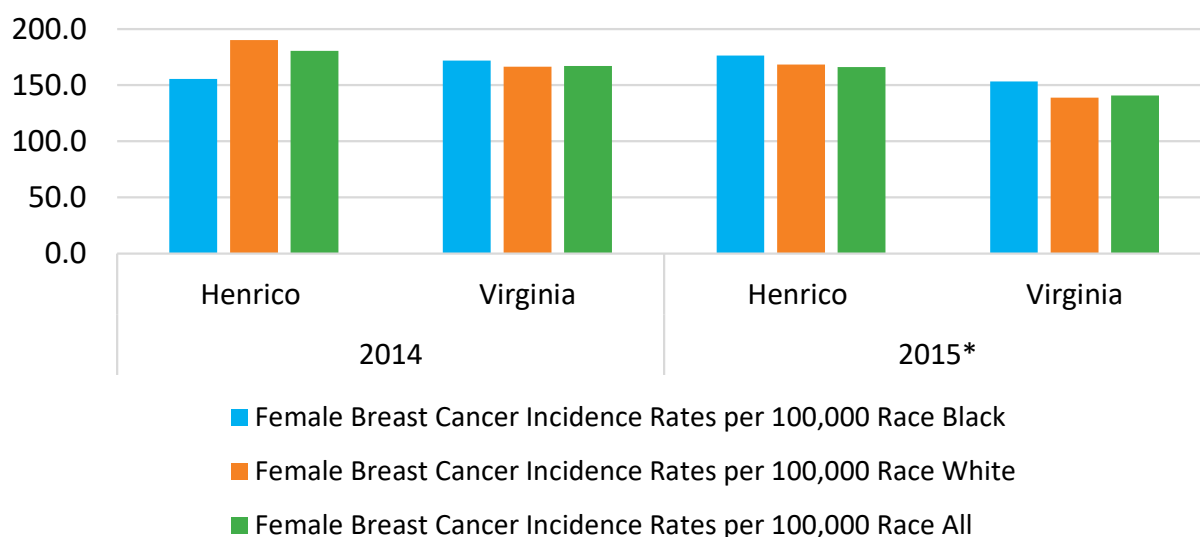 200.0
150.0
100.0
50.0
0.0
Henrico Virginia Henrico Virginia
2014 2015*
Female Breast Cancer Incidence Rates per 100,000 Race Black
Female Breast Cancer Incidence Rates per 100,000 Race White
Female Breast Cancer Incidence Rates per 100,000 Race All